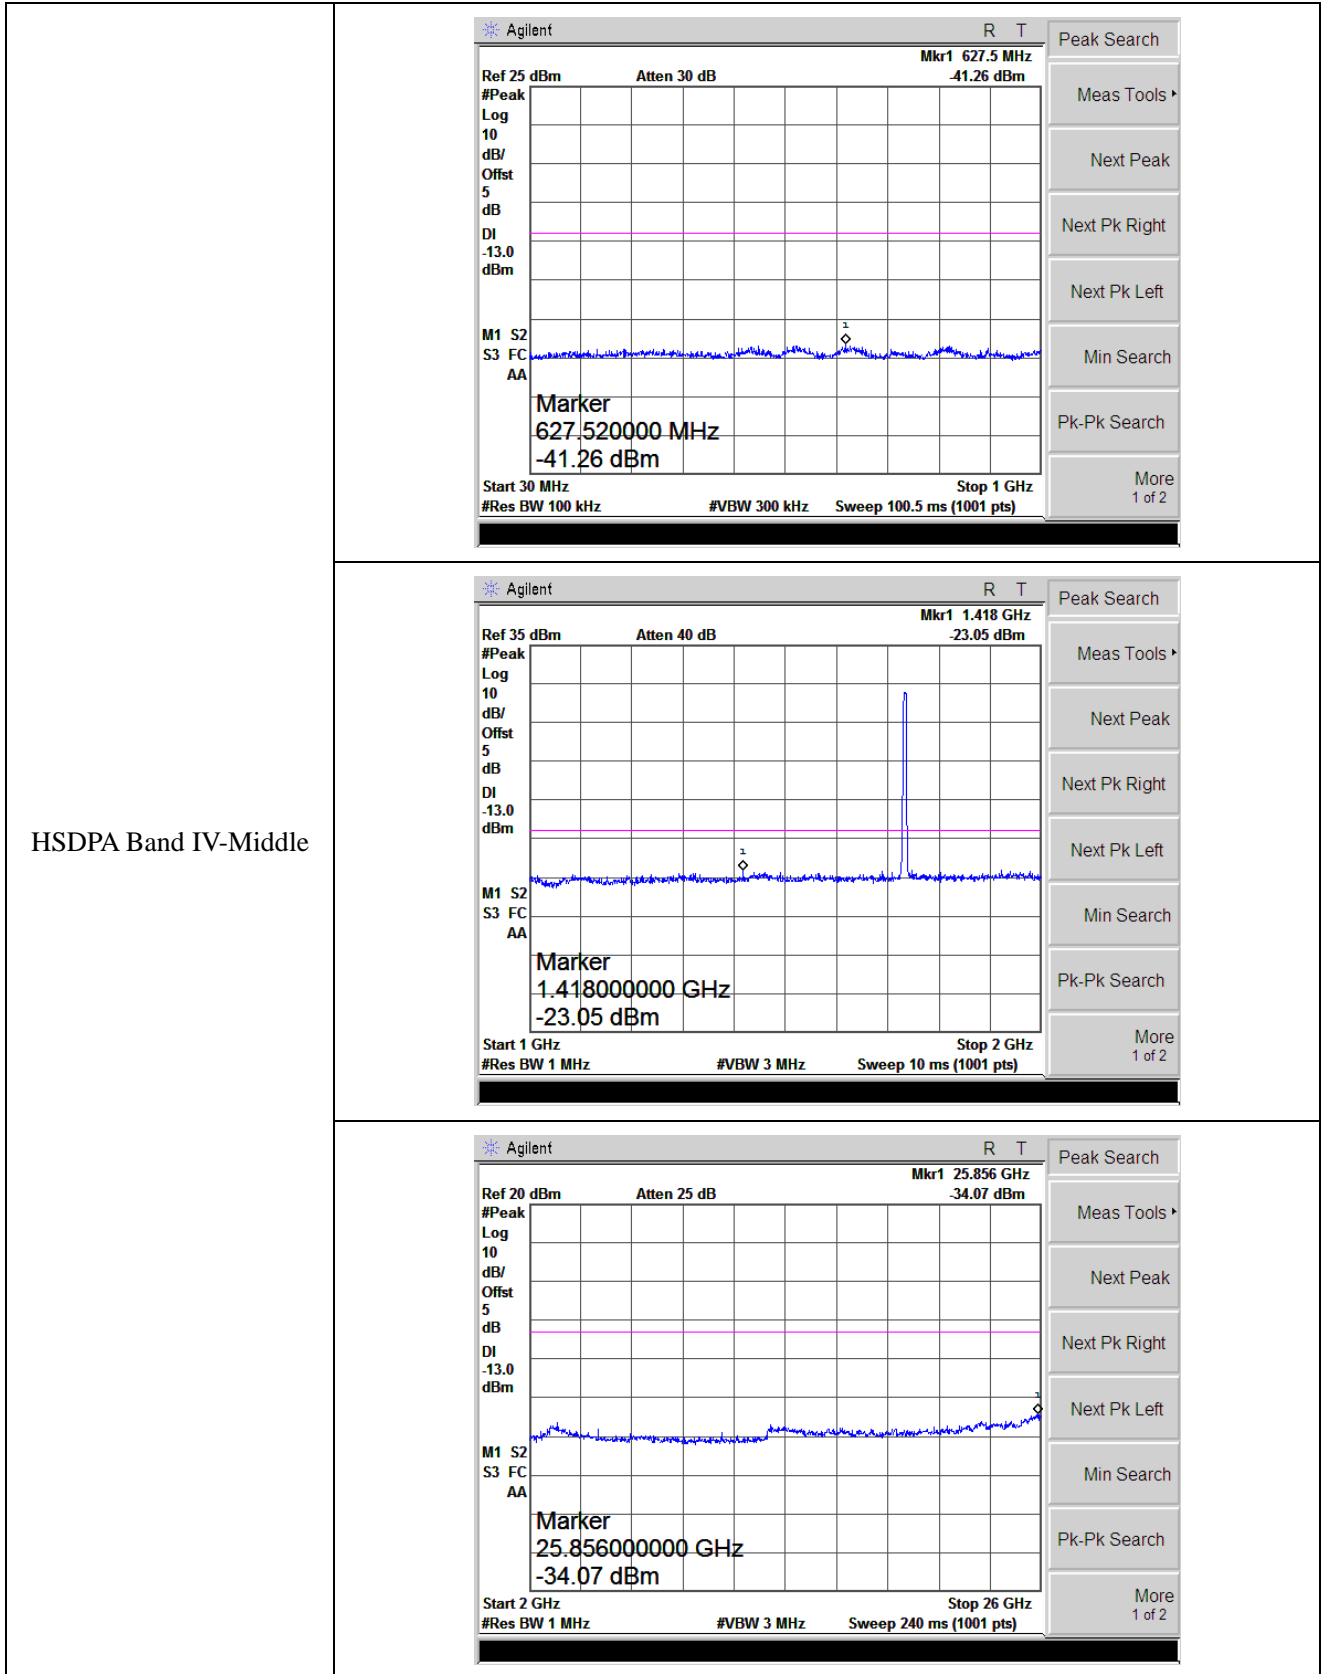 HSDPA Band IV-Middle
Agilent R T
Peak Search
Mkr1 627.5 MHz
Ref 25 dBm Atten 30 dB -41.26 dBm
#Peak
Log
10
dB/
Offst
5
dB
DI
-13.0
dBm
M1 S2
S3 FC
AA
1
Marker
627.520000 MHz
-41.26 dBm
Start 30 MHz Stop 1 GHz
#Res BW 100 kHz #VBW 300 kHz Sweep 100.5 ms (1001 pts)
Meas Tools
Next Peak
Next Pk Right
Next Pk Left
Min Search
Pk-Pk Search
More
1 of 2
Agilent R T
Peak Search
Mkr1 1.418 GHz
Ref 35 dBm Atten 40 dB -23.05 dBm
#Peak
Log
10
dB/
Offst
5
dB
DI
-13.0
dBm
M1 S2
S3 FC
AA
1
Marker
1.418000000 GHz
-23.05 dBm
Start 1 GHz Stop 2 GHz
#Res BW 1 MHz #VBW 3 MHz Sweep 10 ms (1001 pts)
Meas Tools
Next Peak
Next Pk Right
Next Pk Left
Min Search
Pk-Pk Search
More
1 of 2
Agilent R T
Peak Search
Mkr1 25.856 GHz
Ref 20 dBm Atten 25 dB -34.07 dBm
#Peak
Log
10
dB/
Offst
5
dB
DI
-13.0
dBm
M1 S2
S3 FC
AA
1
Marker
25.856000000 GHz
-34.07 dBm
Start 2 GHz Stop 26 GHz
#Res BW 1 MHz #VBW 3 MHz Sweep 240 ms (1001 pts)
Meas Tools
Next Peak
Next Pk Right
Next Pk Left
Min Search
Pk-Pk Search
More
1 of 2